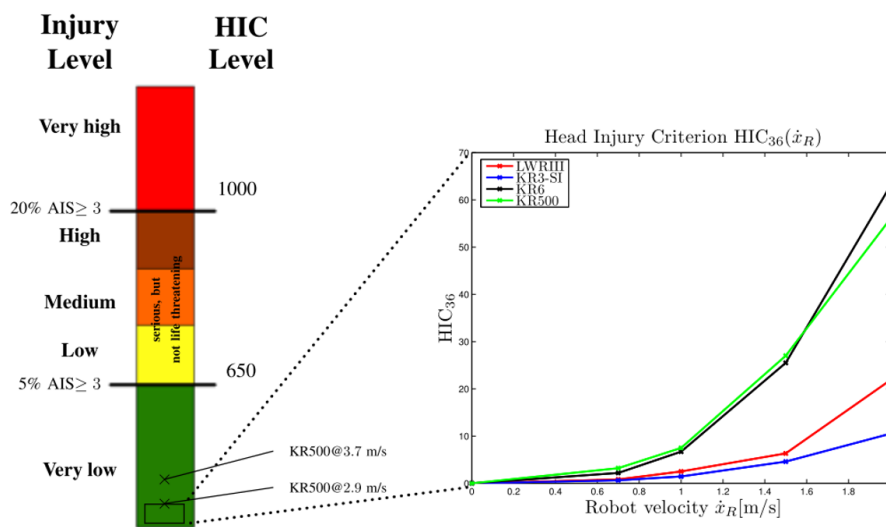 Injury
Level
HIC
Level
Very high
1000
20% AIS≥ 3
High
serious, but
not life threatening
Medium
Low
650
5% AIS≥ 3
KR500@3.7 m/s
Very low
KR500@2.9 m/s
Head Injury Criterion HIC₃₆(ẋ_R)
LWRIII
KR3-SI
KR6
KR500
70
60
50
40
30
20
10
0
HIC₃₆
0 0.2 0.4 0.6 0.8 1 1.2 1.4 1.6 1.8
Robot velocity ẋ_R[m/s]